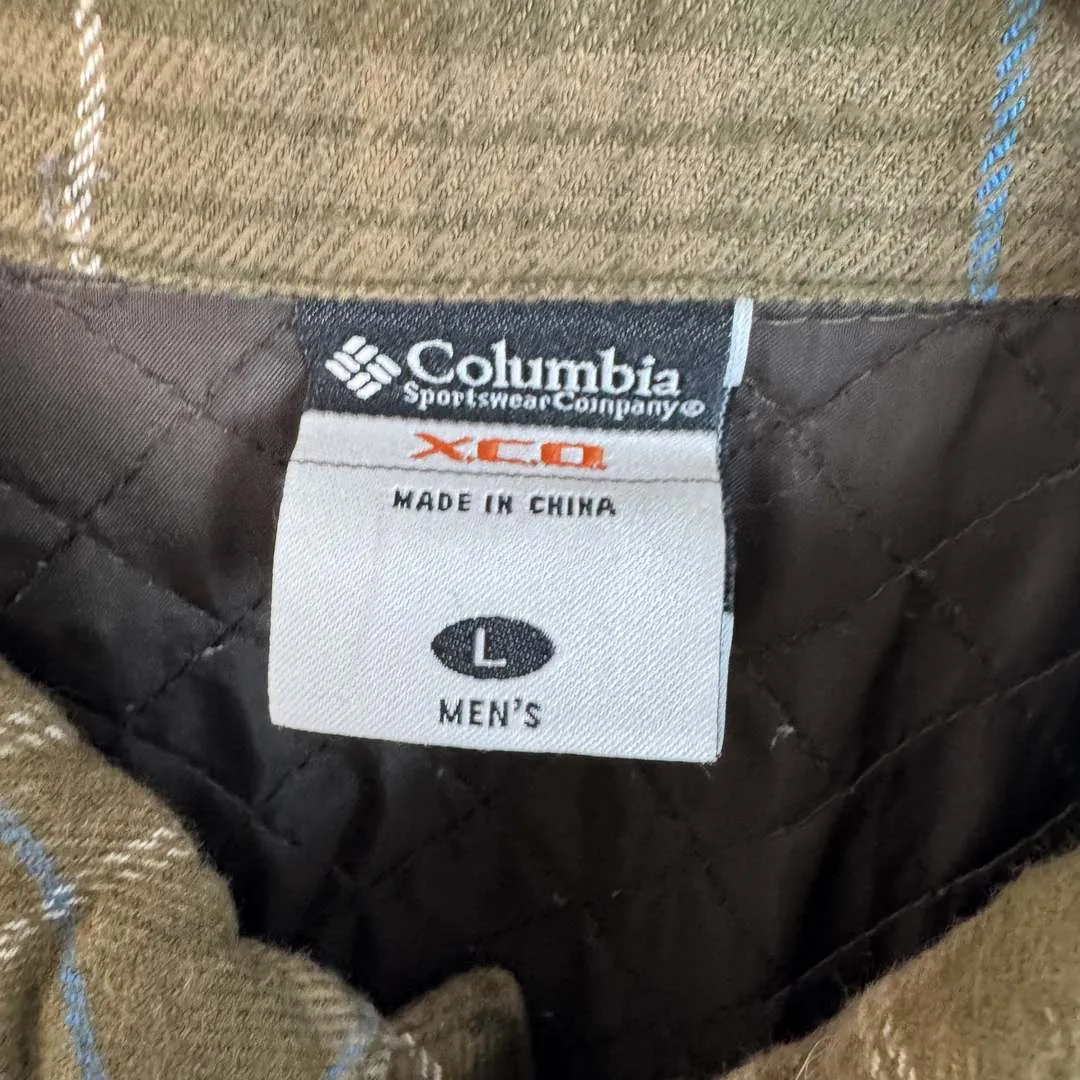 Columbia
Sportswear Company®
X.C.O.
MADE IN CHINA
L
MEN'S